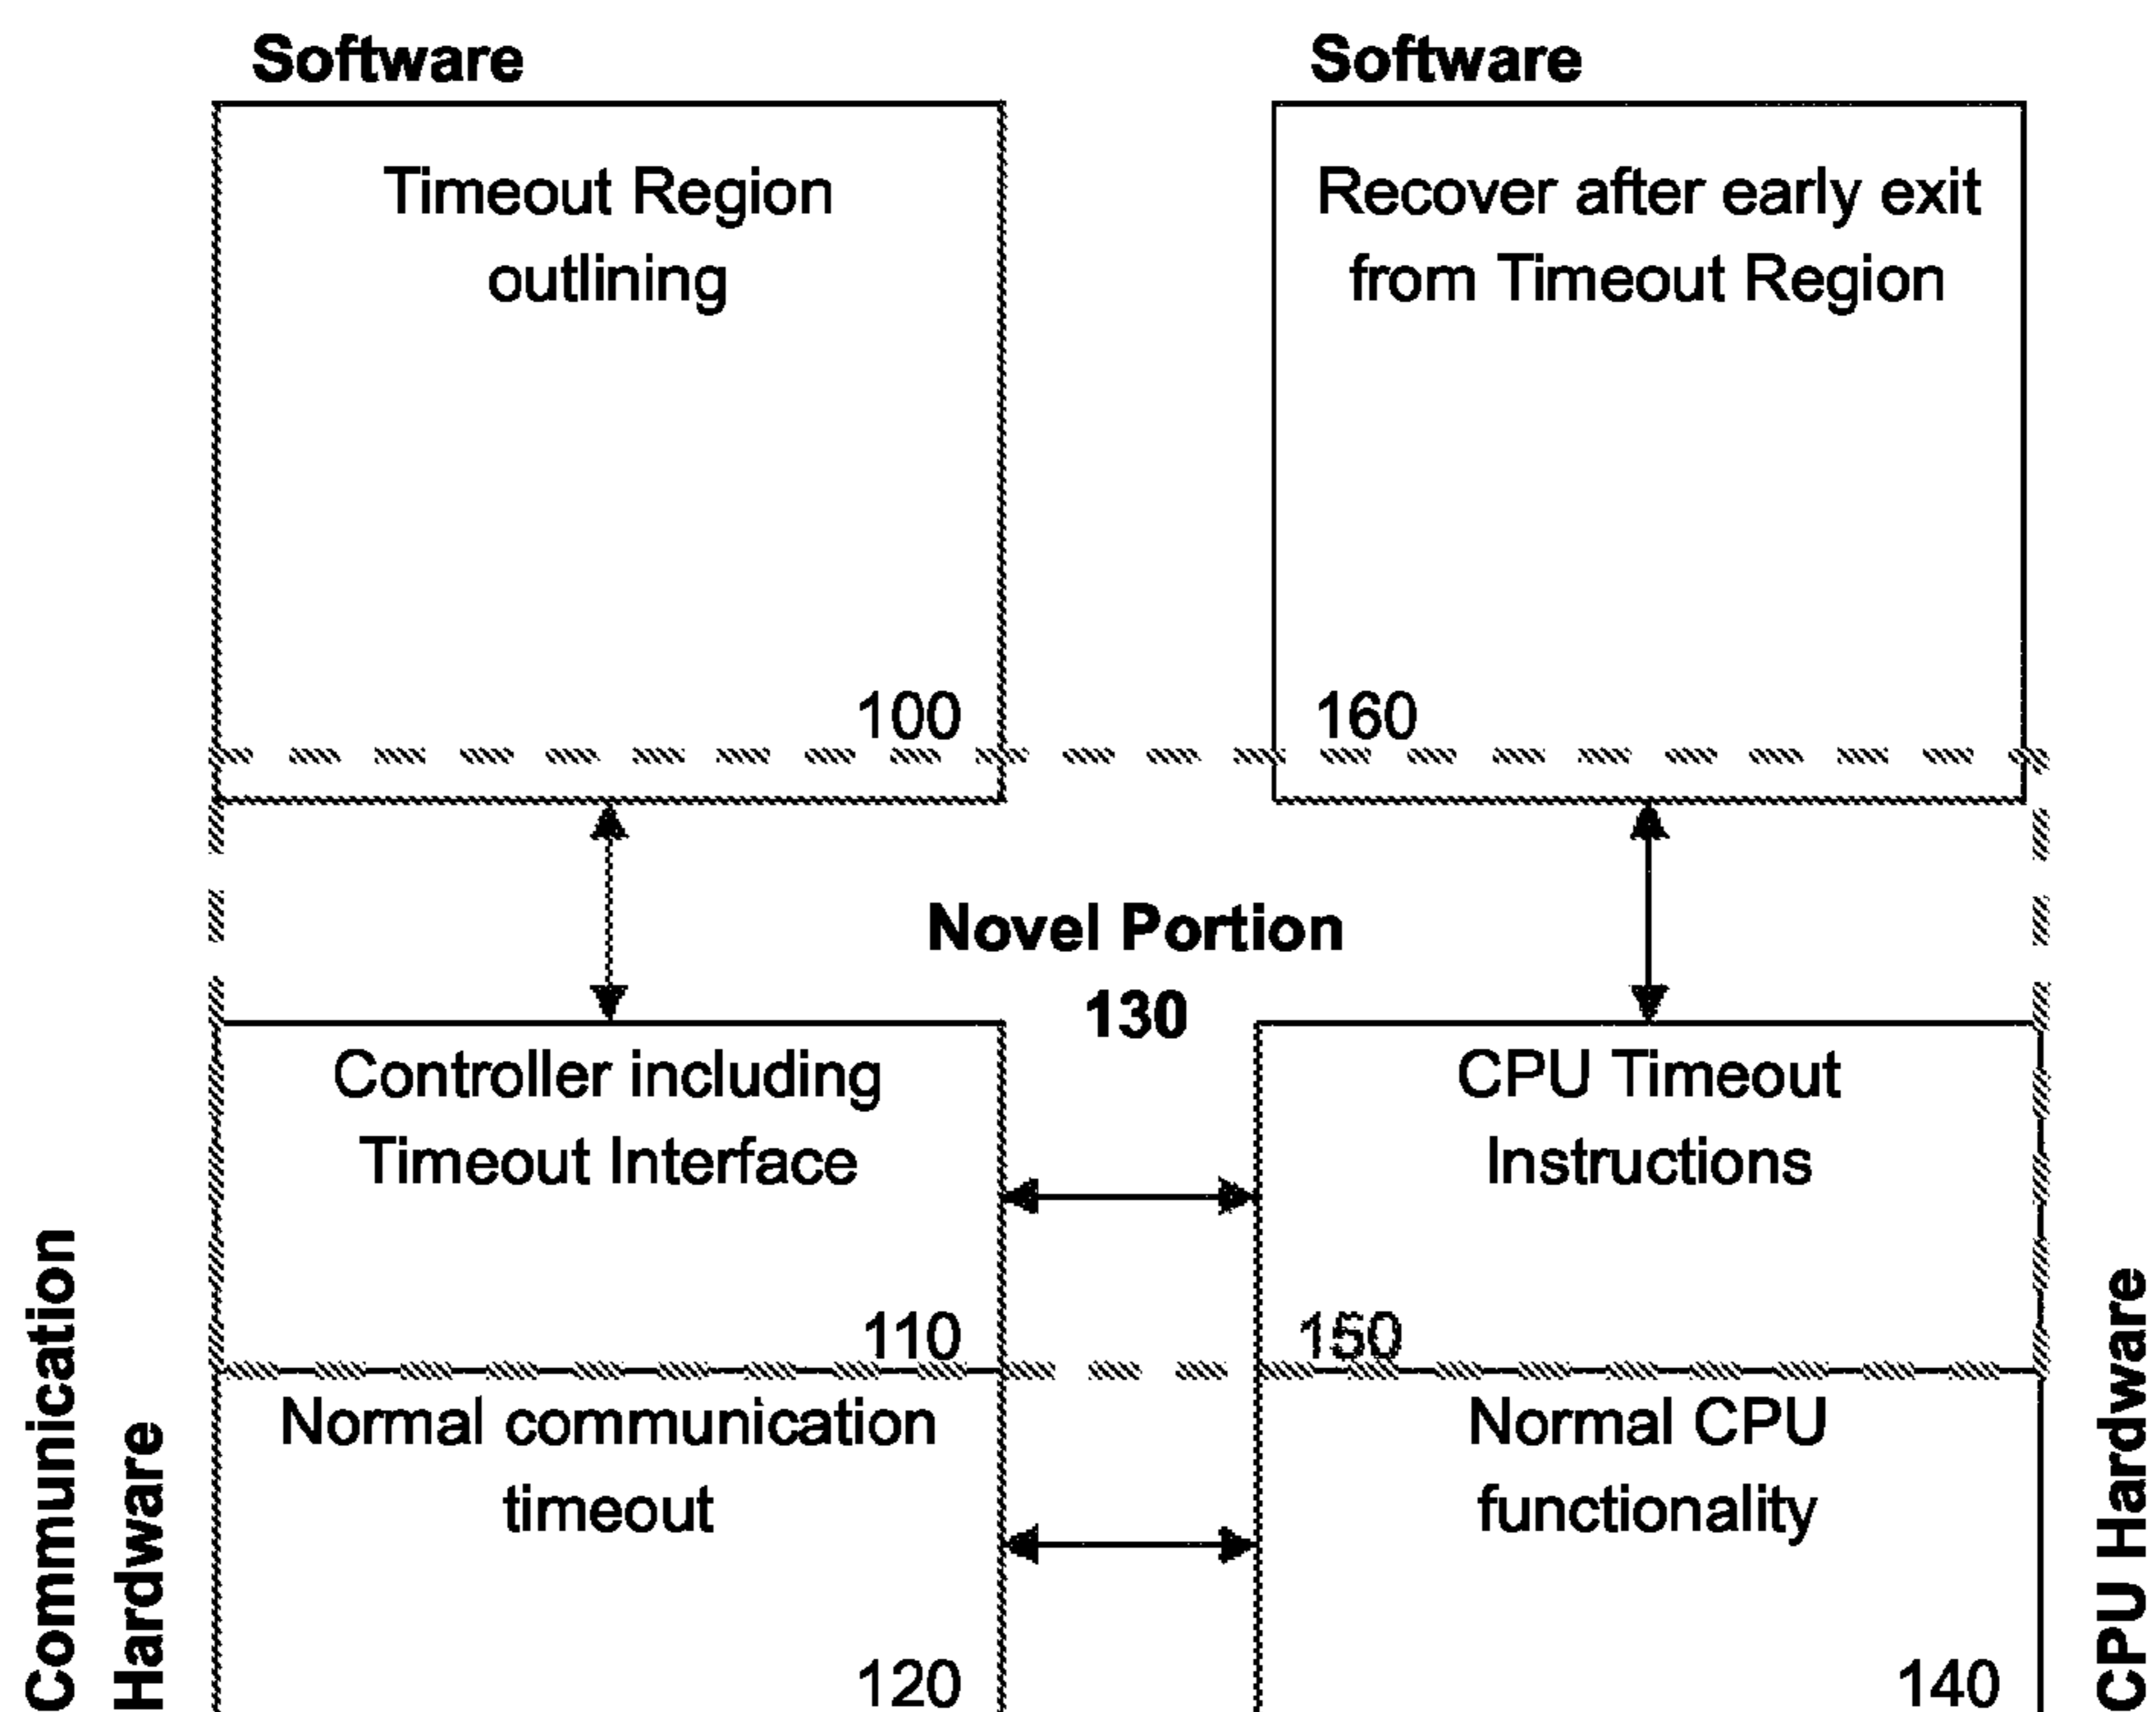 Software
Timeout Region
outlining
100
Software
Recover after early exit
from Timeout Region
160
Novel Portion
130
Controller including
Timeout Interface
110
CPU Timeout
Instructions
150
Communication
Hardware
Normal communication
timeout
120
Normal CPU
functionality
140
CPU Hardware